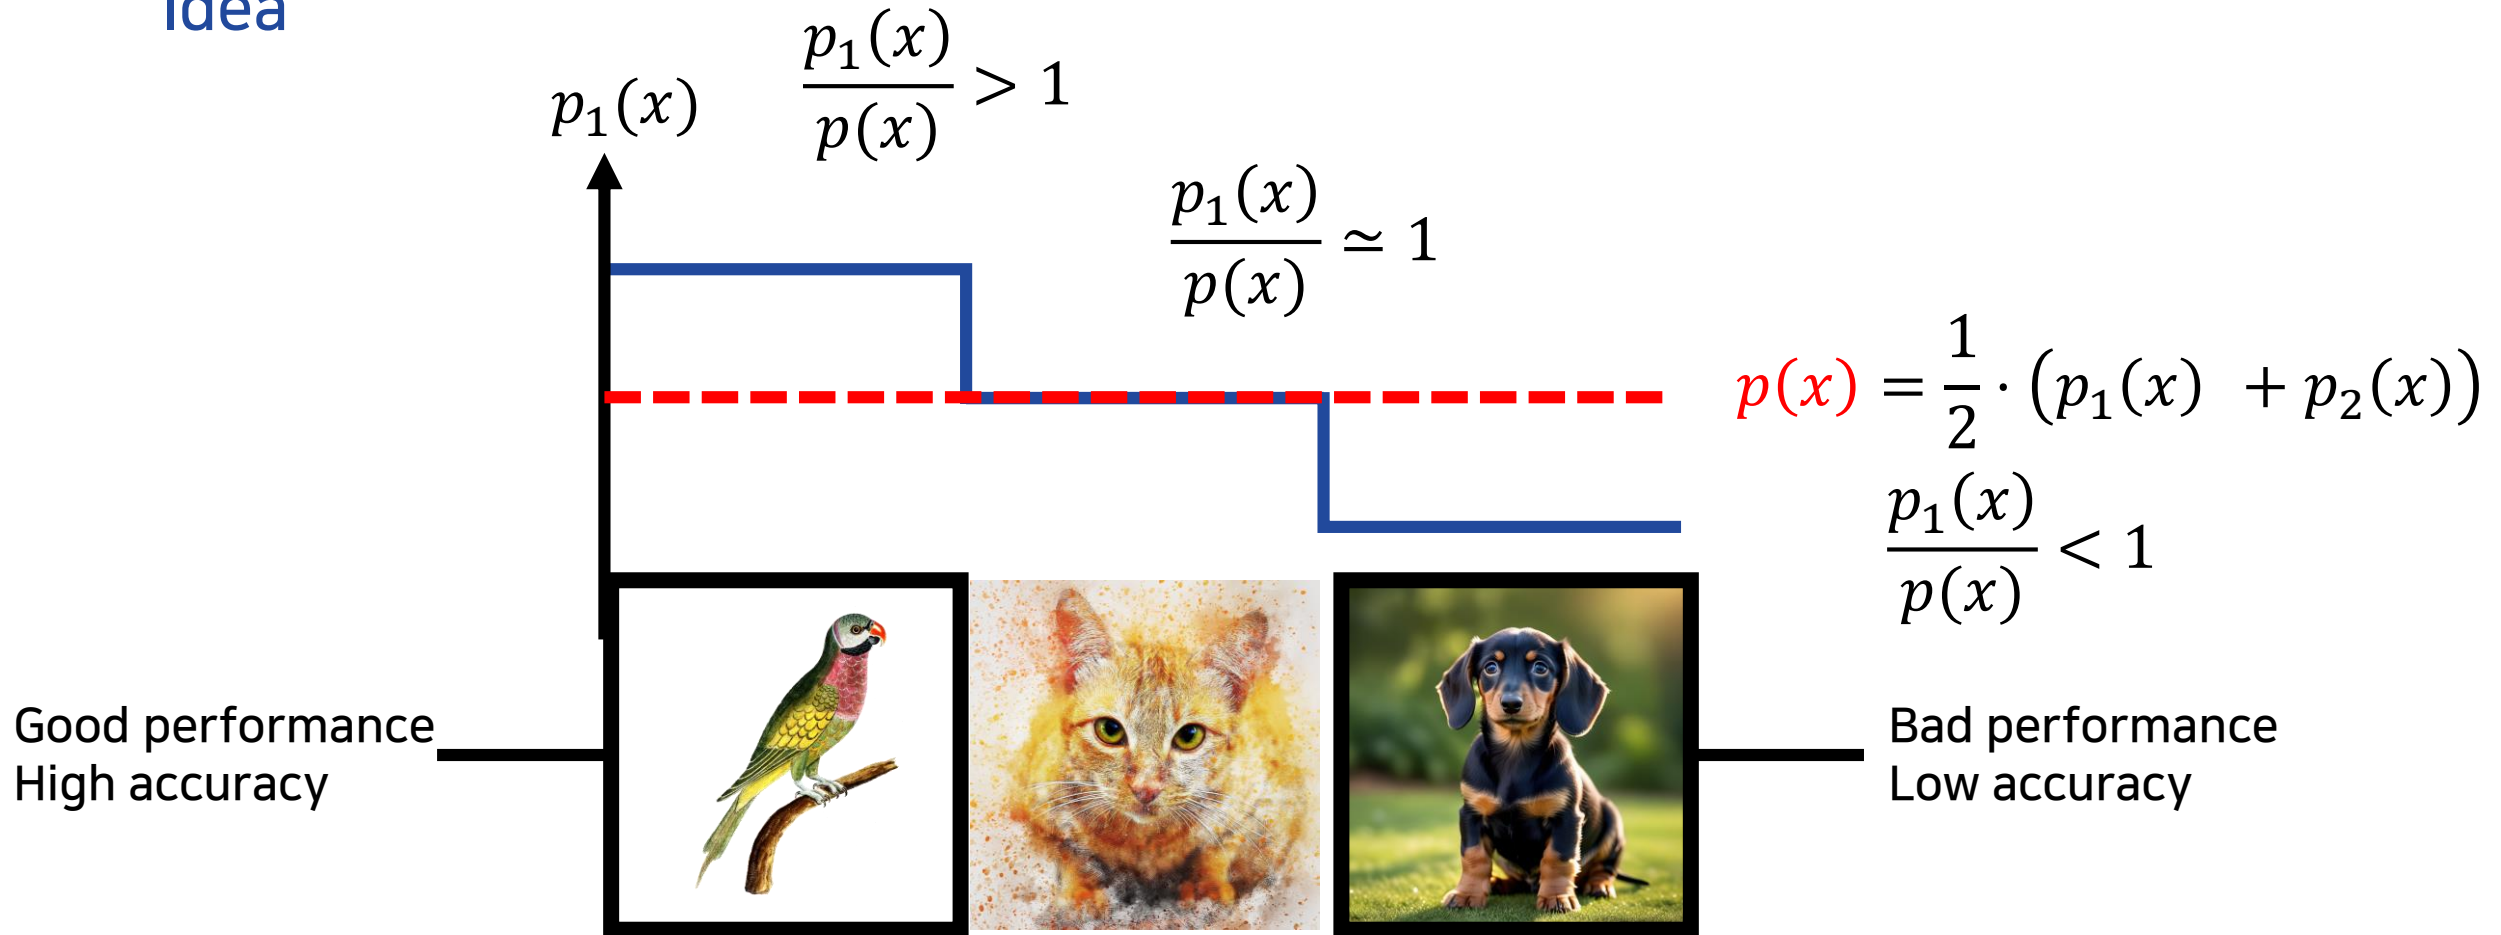 idea
p₁(x)
p₁(x)/p(x) > 1
p₁(x)/p(x) ≃ 1
p(x) = 1/2 · (p₁(x) + p₂(x))
p₁(x)/p(x) < 1
Good performance
High accuracy
Bad performance
Low accuracy